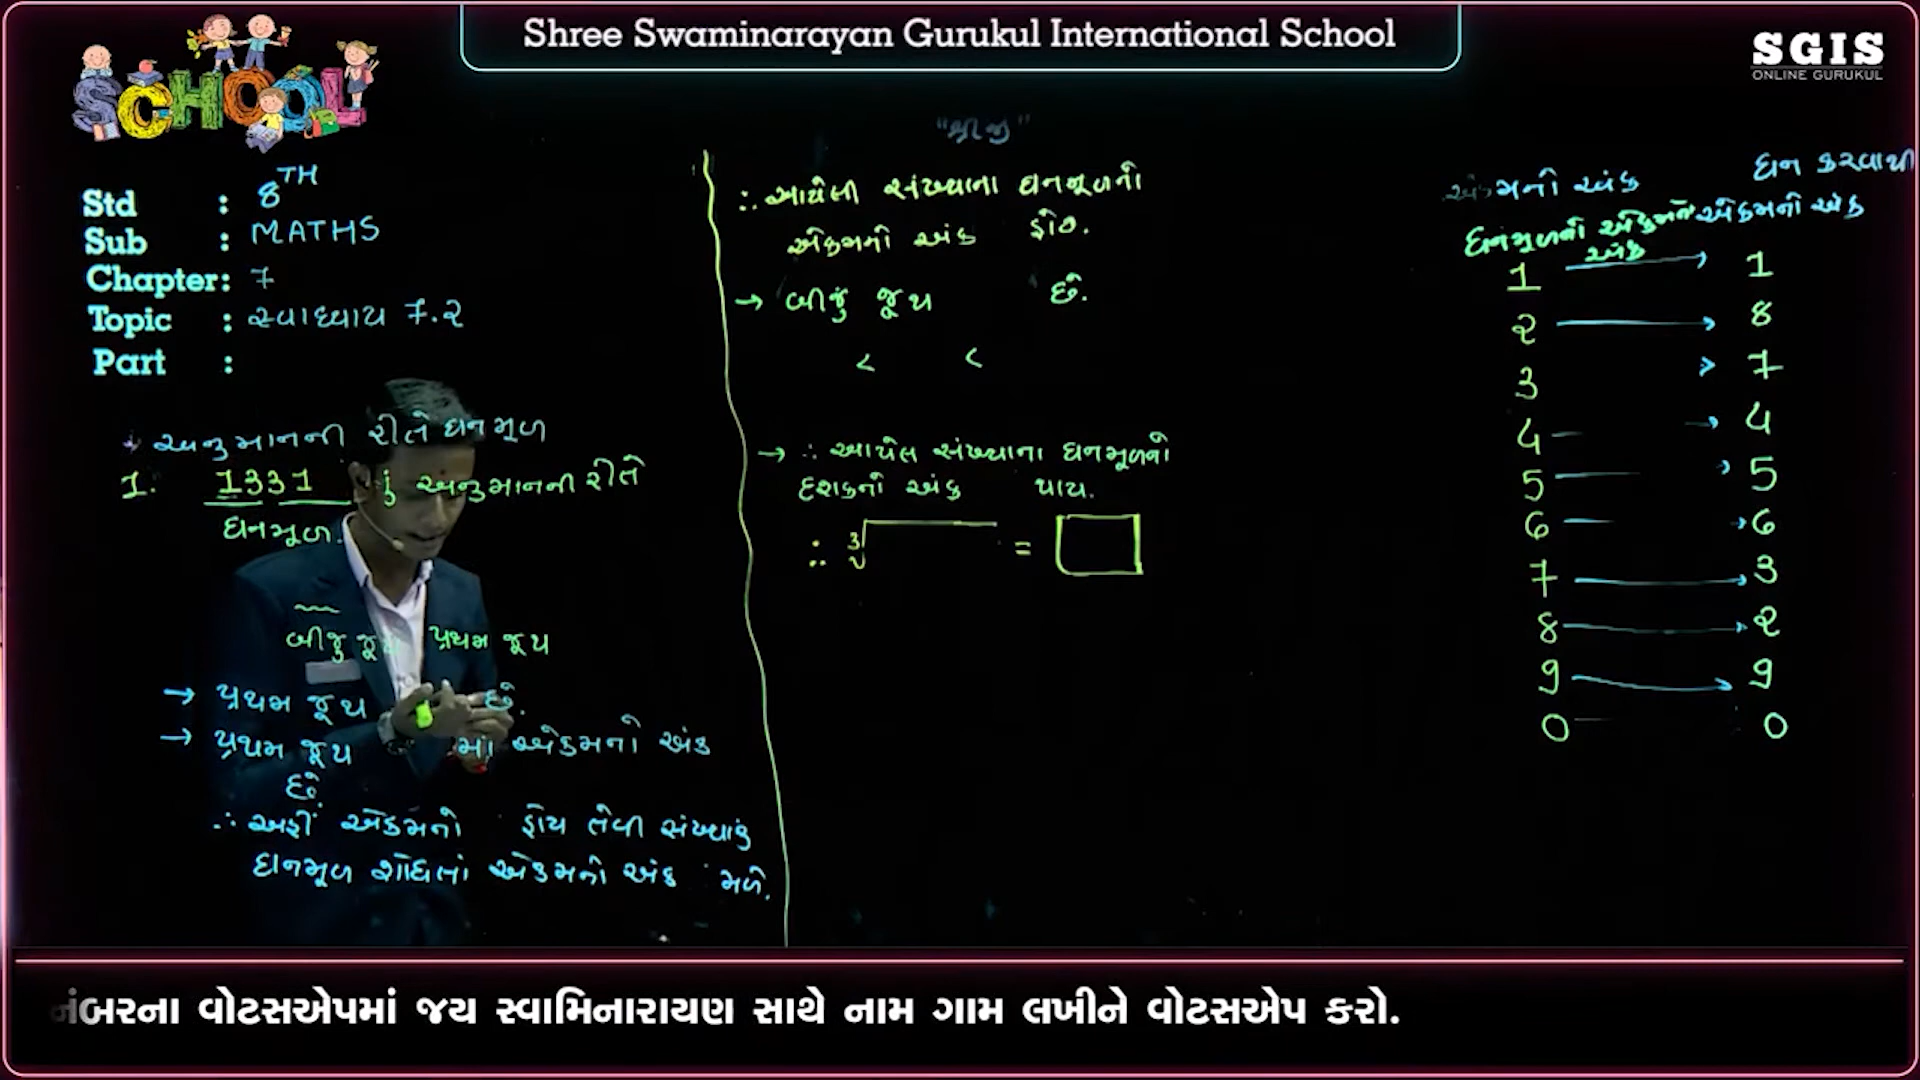 Shree Swaminarayan Gurukul International School
SCHOOL
SGIS
ONLINE GURUKUL
"શ્રીજી"
Std : 8TH
Sub : MATHS
Chapter: 7
Topic : સ્વાધ્યાય 7.2
Part :
* અનુમાનની રીતે ઘનમૂળ
1. 1331 નું અનુમાનની રીતે
ઘનમૂળ.
બીજુ જૂથ પ્રથમ જૂથ
→ પ્રથમ જૂથ છે.
→ પ્રથમ જૂથ માં એકમનો અંક
છે.
∴ અહીં એકમનો હોય તેવી સંખ્યાનું
ઘનમૂળ શોધતાં એકમનો અંક મળે.
∴ આપેલી સંખ્યાના ઘનમૂળનો
એકમનો અંક હોય.
→ બીજું જૂથ છે.
< <
→ ∴ આપેલ સંખ્યાના ઘનમૂળનો
દશકનો અંક થાય.
∴ ∛ =
ઘન કરવાથી
એકમનો અંક
ઘનમૂળનો એકમનો એકમનો અંક
અંક
1 → 1
2 → 8
3 > 7
4 → 4
5 → 5
6 → 6
7 → 3
8 → 2
9 → 9
0 0
નંબરના વોટસએપમાં જય સ્વામિનારાયણ સાથે નામ ગામ લખીને વોટસએપ કરો.